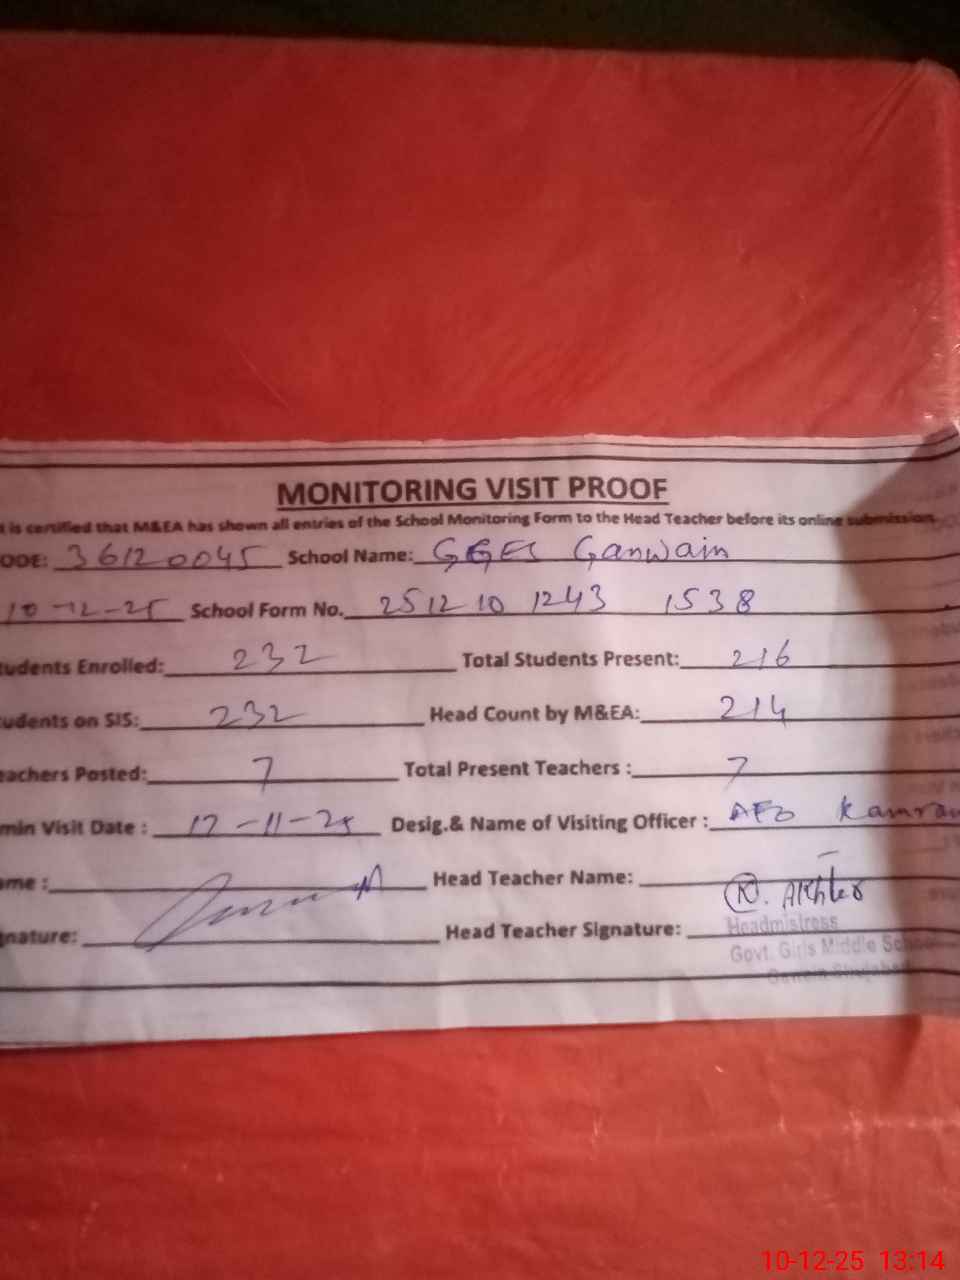 MONITORING VISIT PROOF
t is certified that M&EA has shown all entries of the School Monitoring Form to the Head Teacher before its online submission.
ODE: 36120045 School Name: GGES Ganwain
10-12-25 School Form No. 251210 1243 1538
tudents Enrolled: 232 Total Students Present: 216
udents on SIS: 232 Head Count by M&EA: 214
eachers Posted: 7 Total Present Teachers : 7
min Visit Date : 17-11-25 Desig.& Name of Visiting Officer : AEO Kamran
ame : Head Teacher Name:
R. Akhter
nature: Head Teacher Signature:
Headmistress
Govt. Girls Middle School
10-12-25 13:14